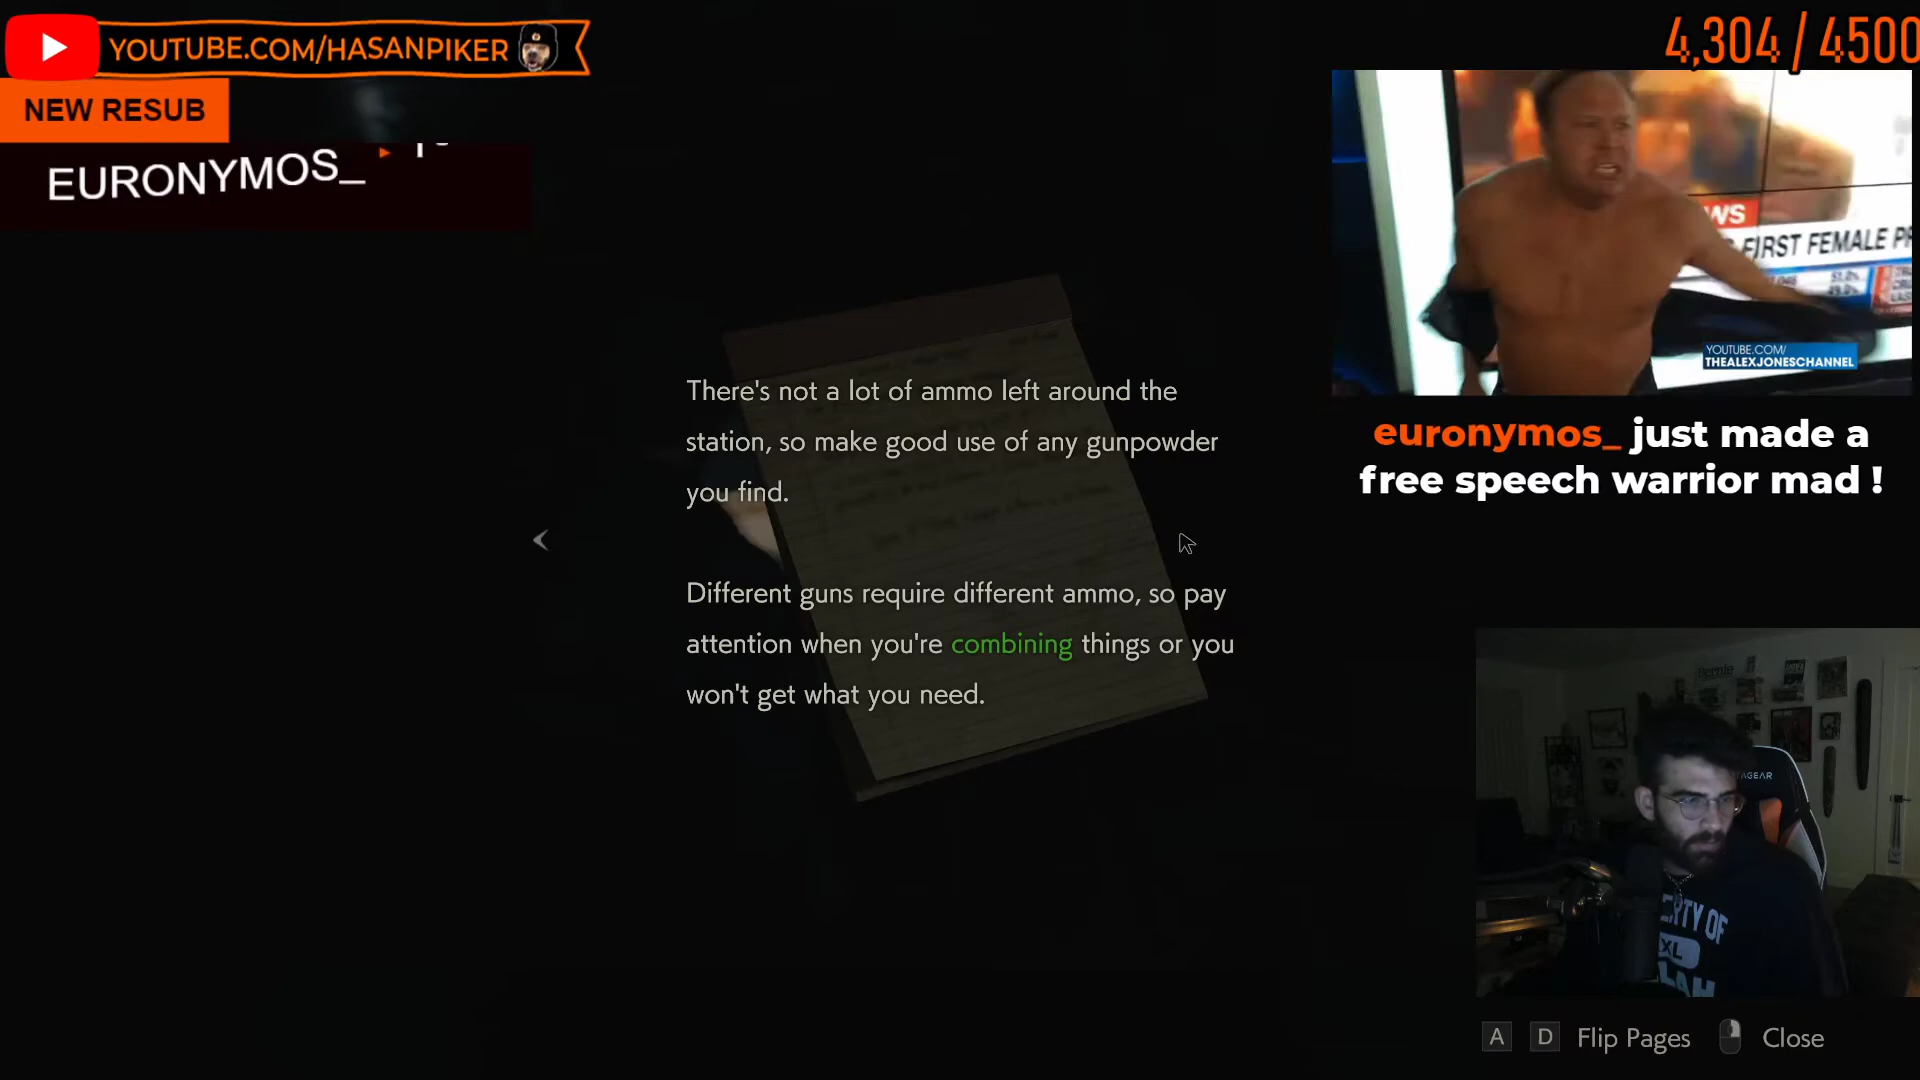 YOUTUBE.COM/HASANPIKER
4,304 / 4500
NEW RESUB
EURONYMOS_
WS
FIRST FEMALE
YOUTUBE.COM/
THEALEXJONESCHANNEL
There's not a lot of ammo left around the
station, so make good use of any gunpowder
you find.
euronymos_ just made a
free speech warrior mad !
Different guns require different ammo, so pay
attention when you're combining things or you
won't get what you need.
Bernie
XL
A D Flip Pages Close